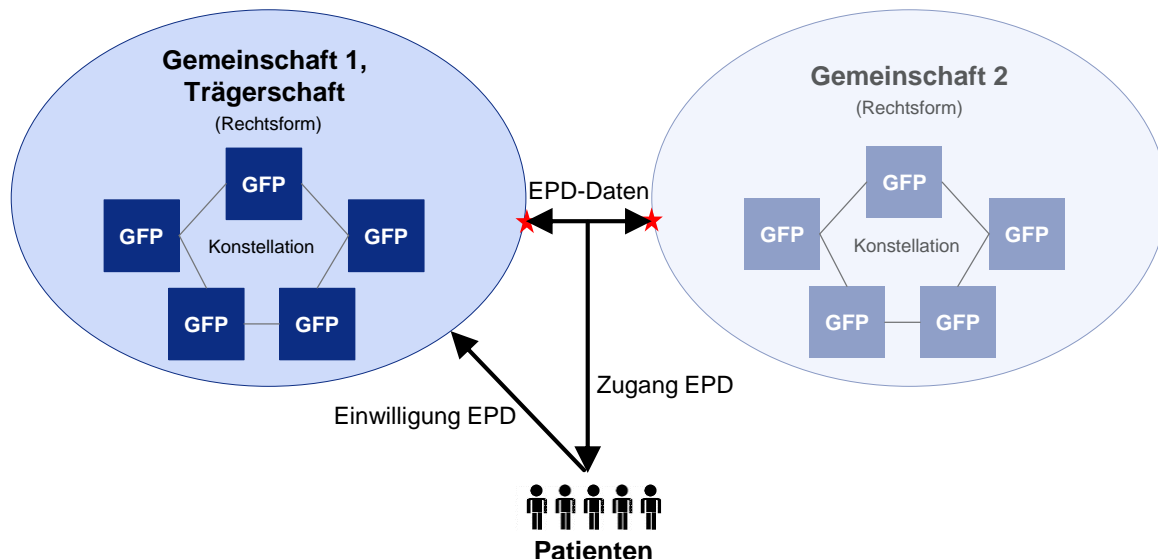 Gemeinschaft 1,
Trägerschaft
(Rechtsform)
GFP
GFP
GFP
Konstellation
GFP
GFP
EPD-Daten
Gemeinschaft 2
(Rechtsform)
GFP
GFP
GFP
Konstellation
GFP
GFP
Zugang EPD
Einwilligung EPD
Patienten